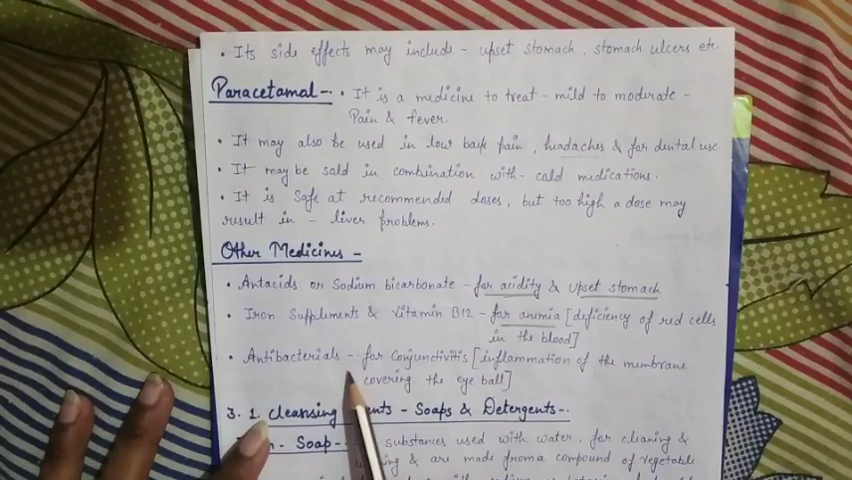 • Its side effects may include - upset stomach, stomach ulcers etc.
Paracetamol -. • It is a medicine to treat - mild to moderate -
Pain & fever.
• It may also be used in low back pain, headaches & for dental use
• It may be sold in combination with - cold medications.
• It is Safe at recommended doses, but too high a dose may
result in - liver problems.
Other Medicines -
• Antacids or Sodium bicarbonate - for acidity & upset stomach
• Iron Supplements & Vitamin B12 - for anemia [deficiency of red cells
in the blood]
• Antibacterials - for Conjunctivitis [inflammation of the membrane
covering the eye ball]
3. 1. Cleansing - Soaps & Detergents -.
Soap - substances used with water, for cleaning &
& are made from a compound of vegetable